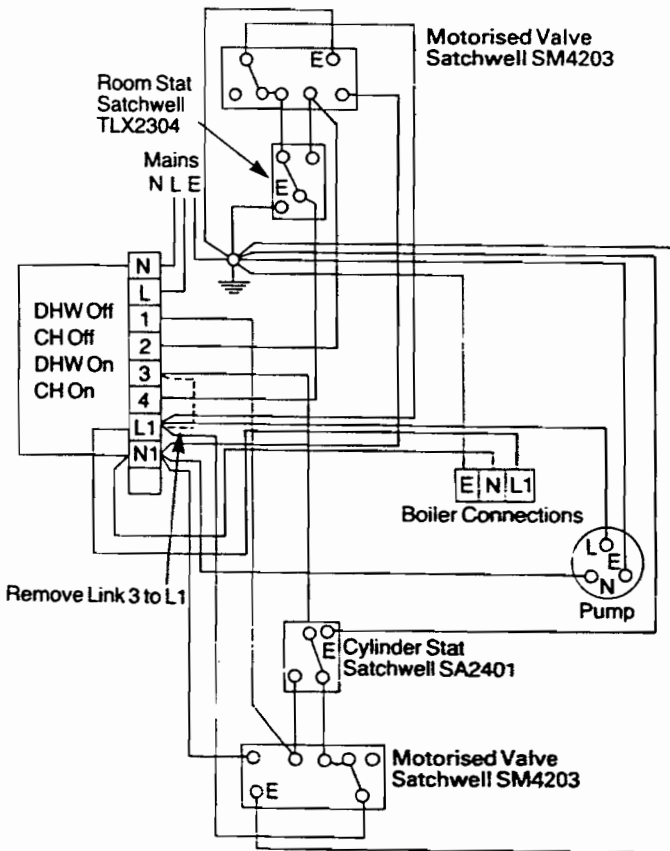 Motorised Valve
Satchwell SM4203
E
Room Stat
Satchwell
TLX2304
E
Mains
N L E
N
L
DHW Off
1
CH Off
2
DHW On
3
CH On
4
L1
N1
E N L1
Boiler Connections
L
E
N
Pump
Remove Link 3 to L1
E
Cylinder Stat
Satchwell SA2401
Motorised Valve
Satchwell SM4203
E